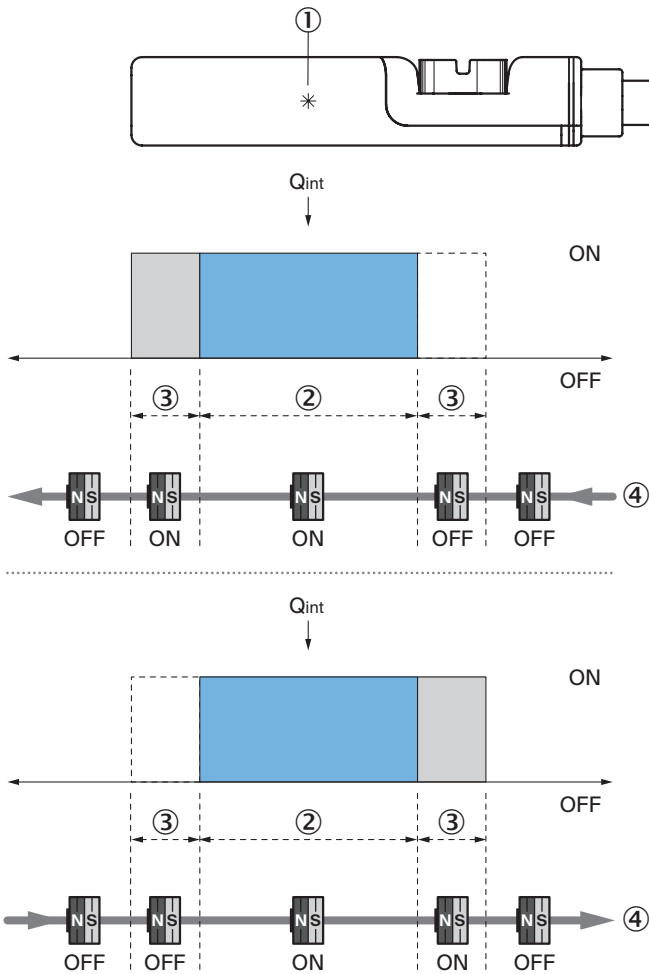 ①
Qint
ON
OFF
③ ② ③
NS NS NS NS NS ④
OFF ON ON OFF OFF
Qint
ON
OFF
③ ② ③
NS NS NS NS NS ④
OFF OFF ON ON OFF